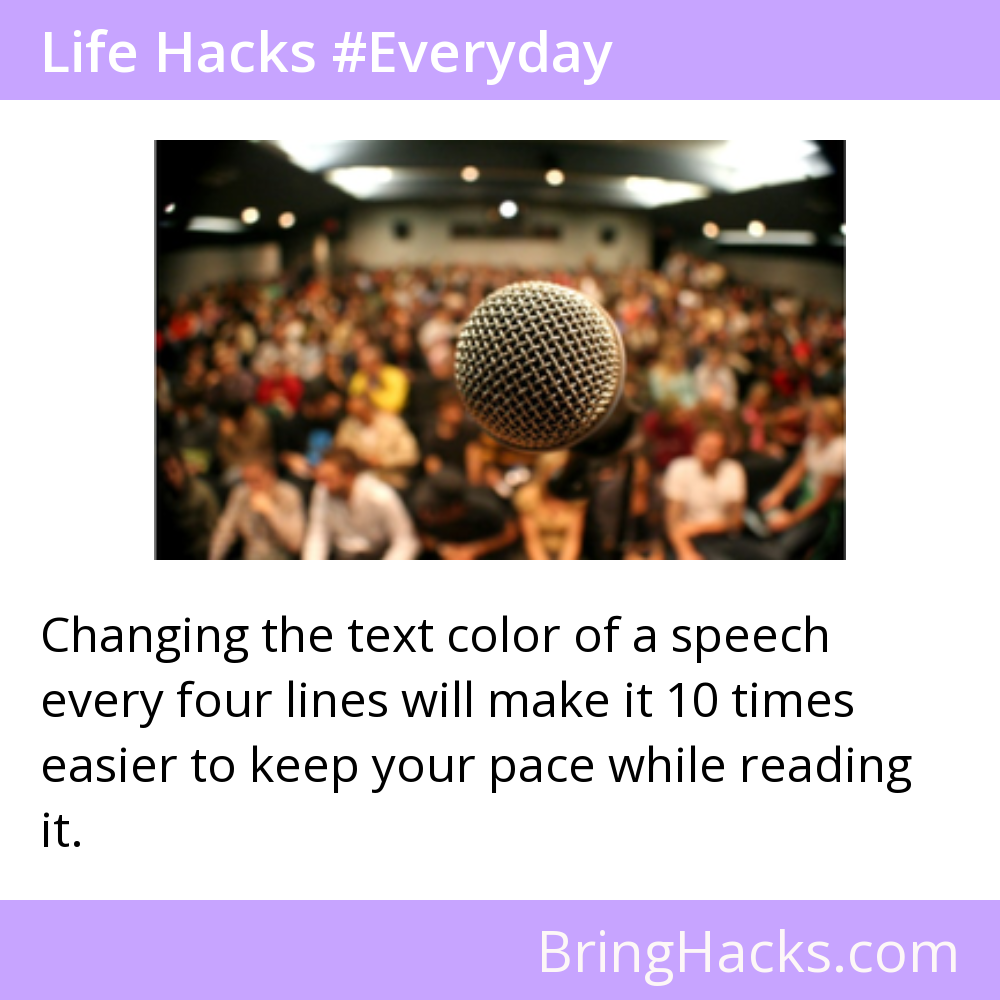 Life Hacks #Everyday
Changing the text color of a speech
every four lines will make it 10 times
easier to keep your pace while reading
it.
BringHacks.com